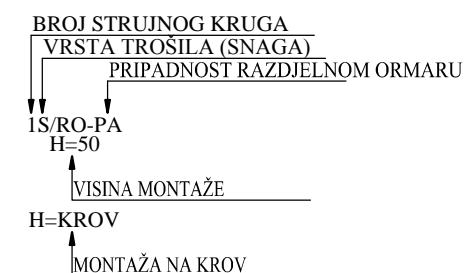 BROJ STRUJNOG KRUGA
VRSTA TROŠILA (SNAGA)
PRIPADNOST RAZDJELNOM ORMARU
1S/RO-PA
H=50
VISINA MONTAŽE
H=KROV
MONTAŽA NA KROV